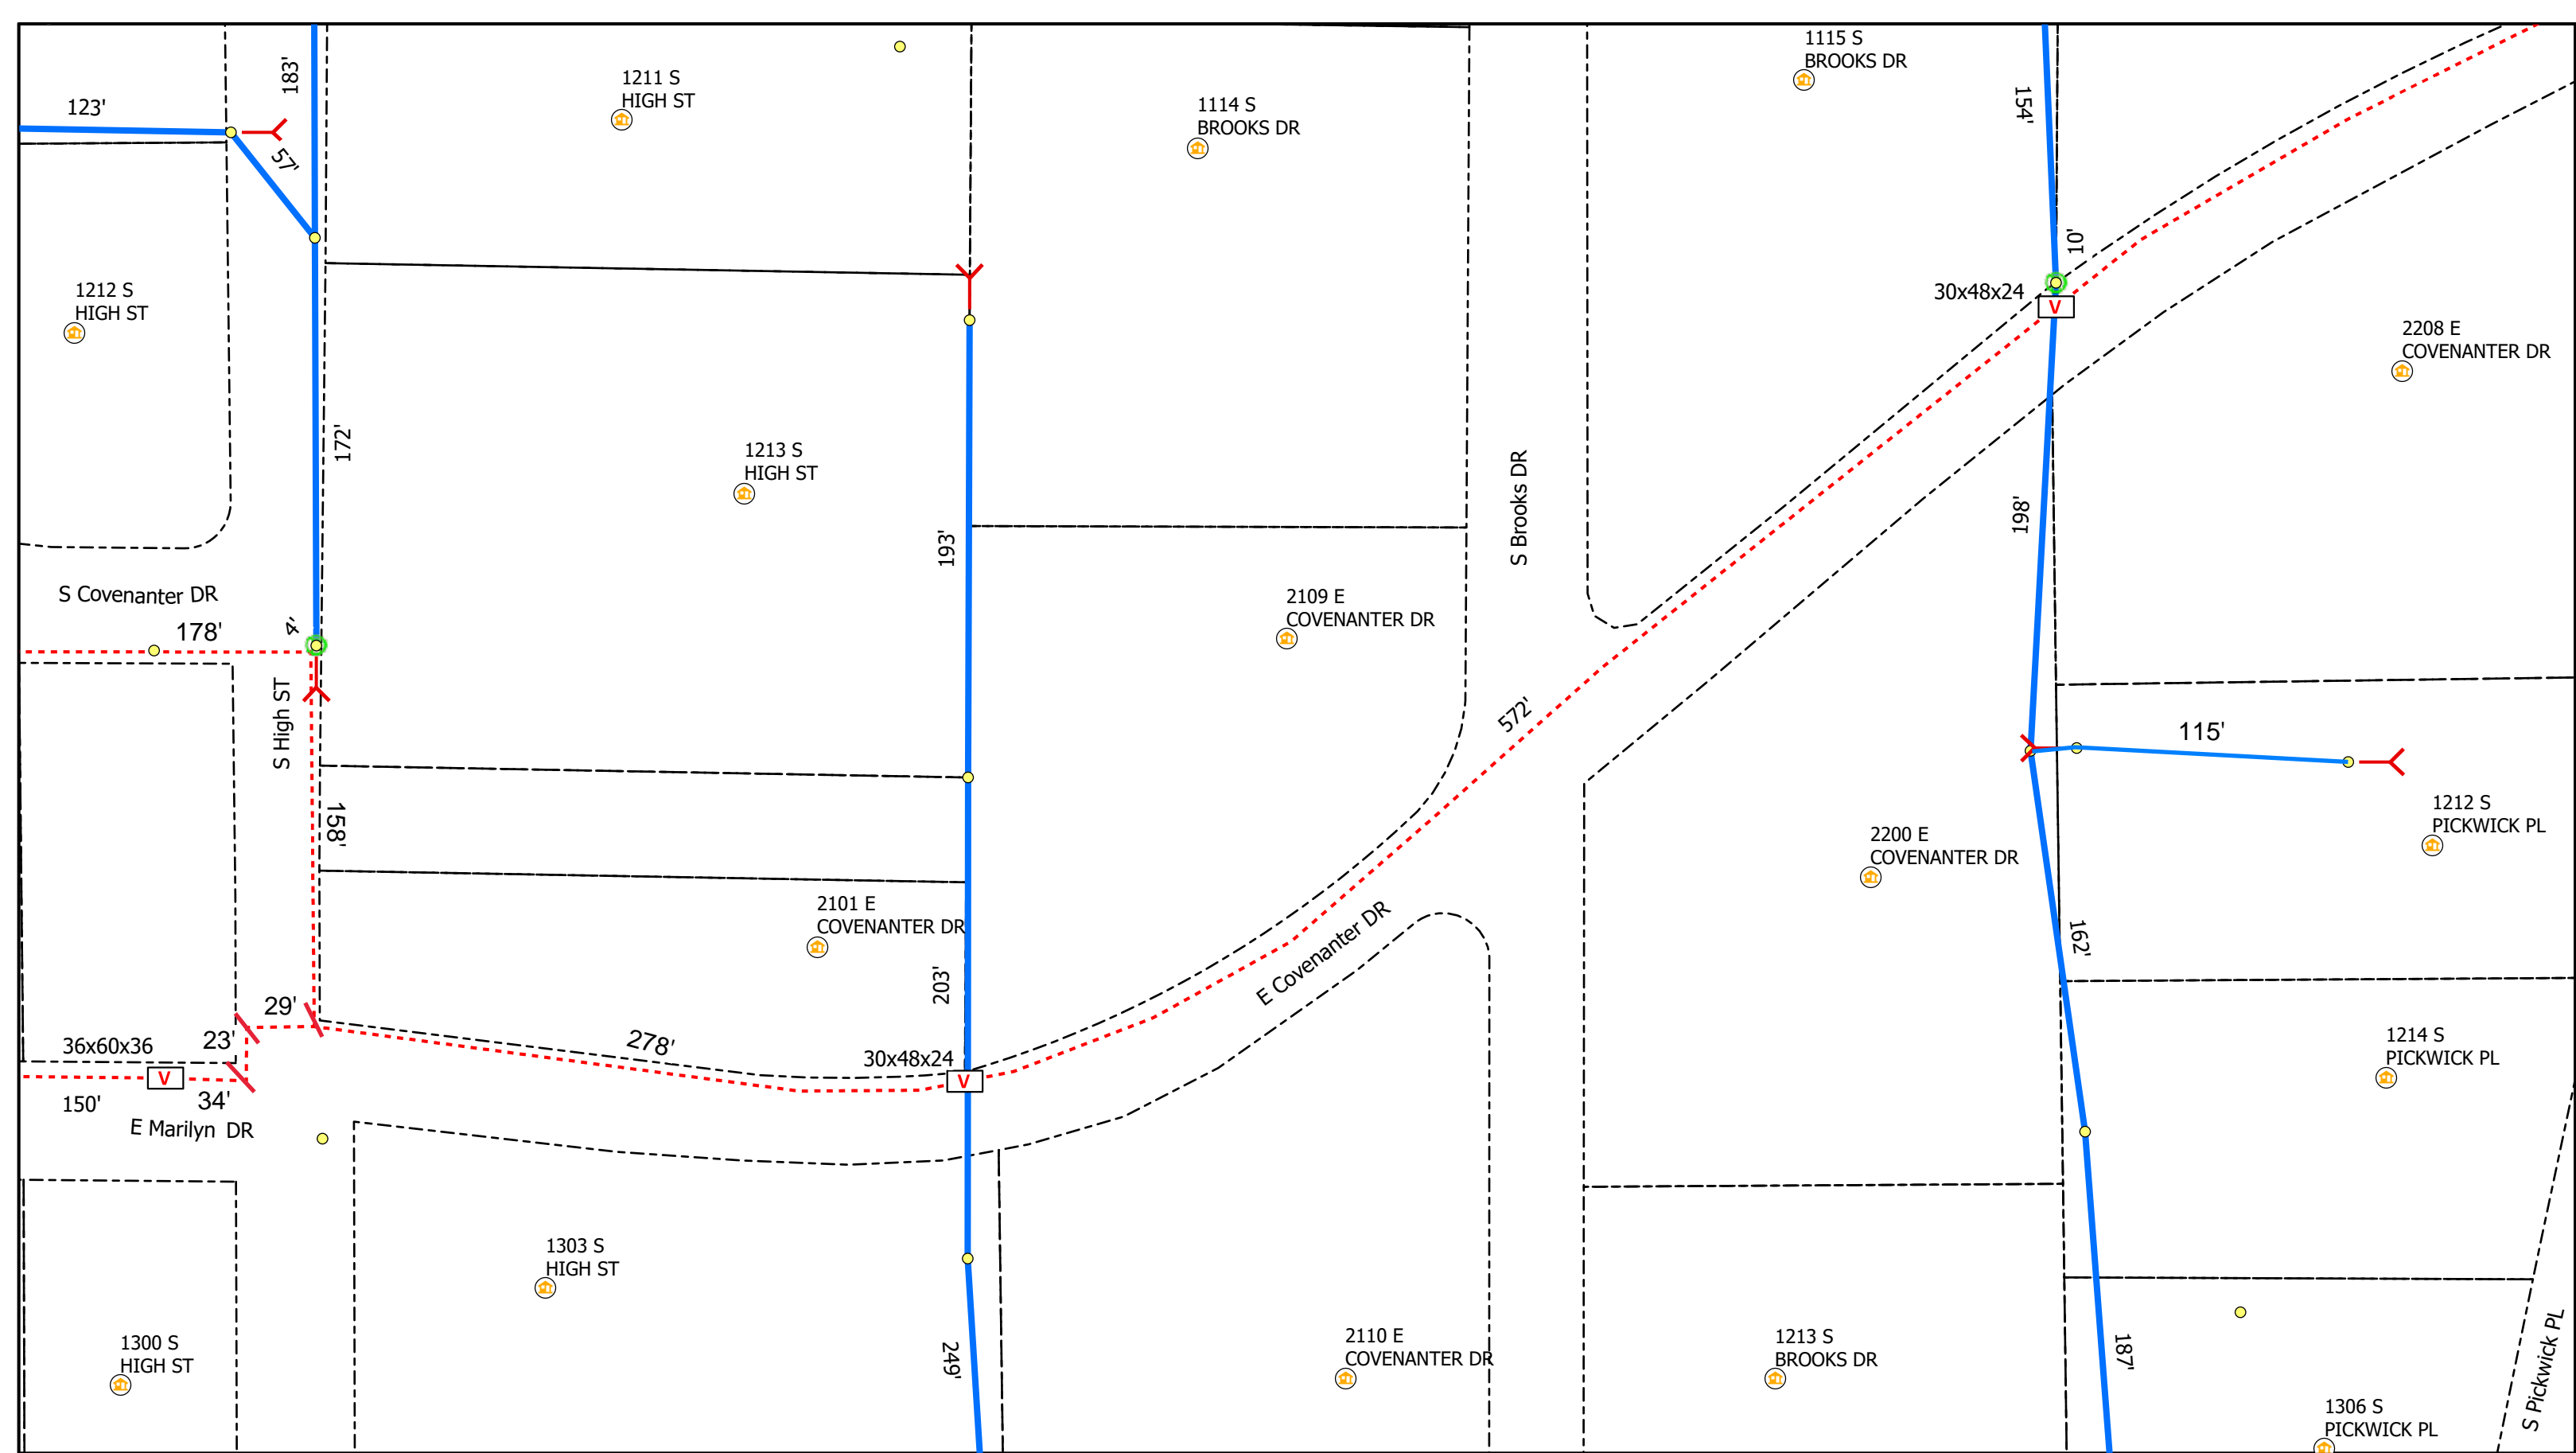 1115 S
BROOKS DR
183'
1211 S
HIGH ST
123'
1114 S
BROOKS DR
154'
57'
10'
1212 S
HIGH ST
30x48x24
V
2208 E
COVENANTER DR
172'
1213 S
HIGH ST
S Brooks DR
198'
193'
S Covenanter DR
2109 E
COVENANTER DR
178'
4'
S High ST
572'
115'
158'
1212 S
PICKWICK PL
2200 E
COVENANTER DR
2101 E
COVENANTER DR
E Covenanter DR
162'
203'
29'
23'
278'
36x60x36
V
30x48x24
V
1214 S
PICKWICK PL
150'
34'
E Marilyn DR
1303 S
HIGH ST
1300 S
HIGH ST
249'
2110 E
COVENANTER DR
1213 S
BROOKS DR
187'
S Pickwick PL
1306 S
PICKWICK PL